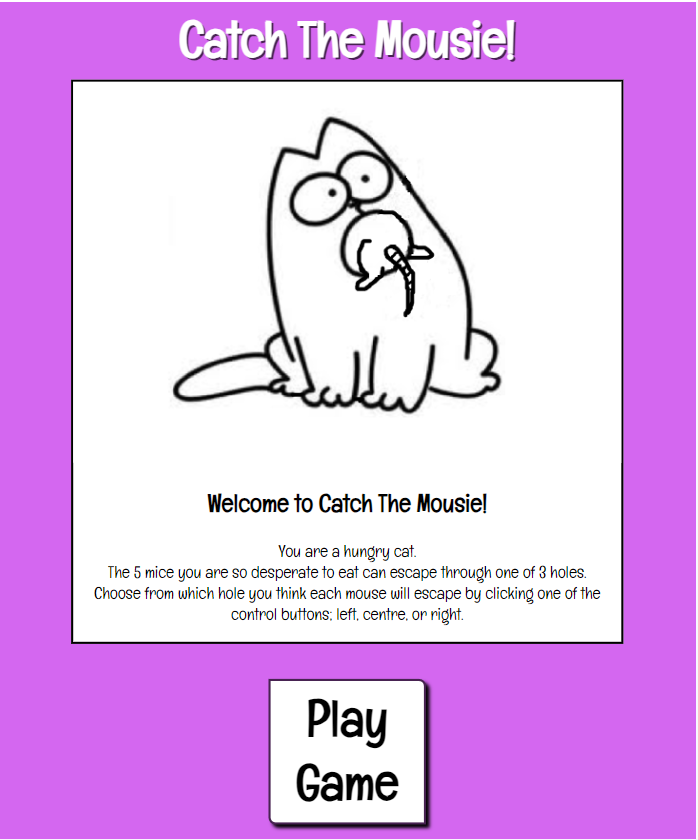 Catch The Mousie!
Welcome to Catch The Mousie!
You are a hungry cat.
The 5 mice you are so desperate to eat can escape through one of 3 holes.
Choose from which hole you think each mouse will escape by clicking one of the
control buttons; left, centre, or right.
Play
Game